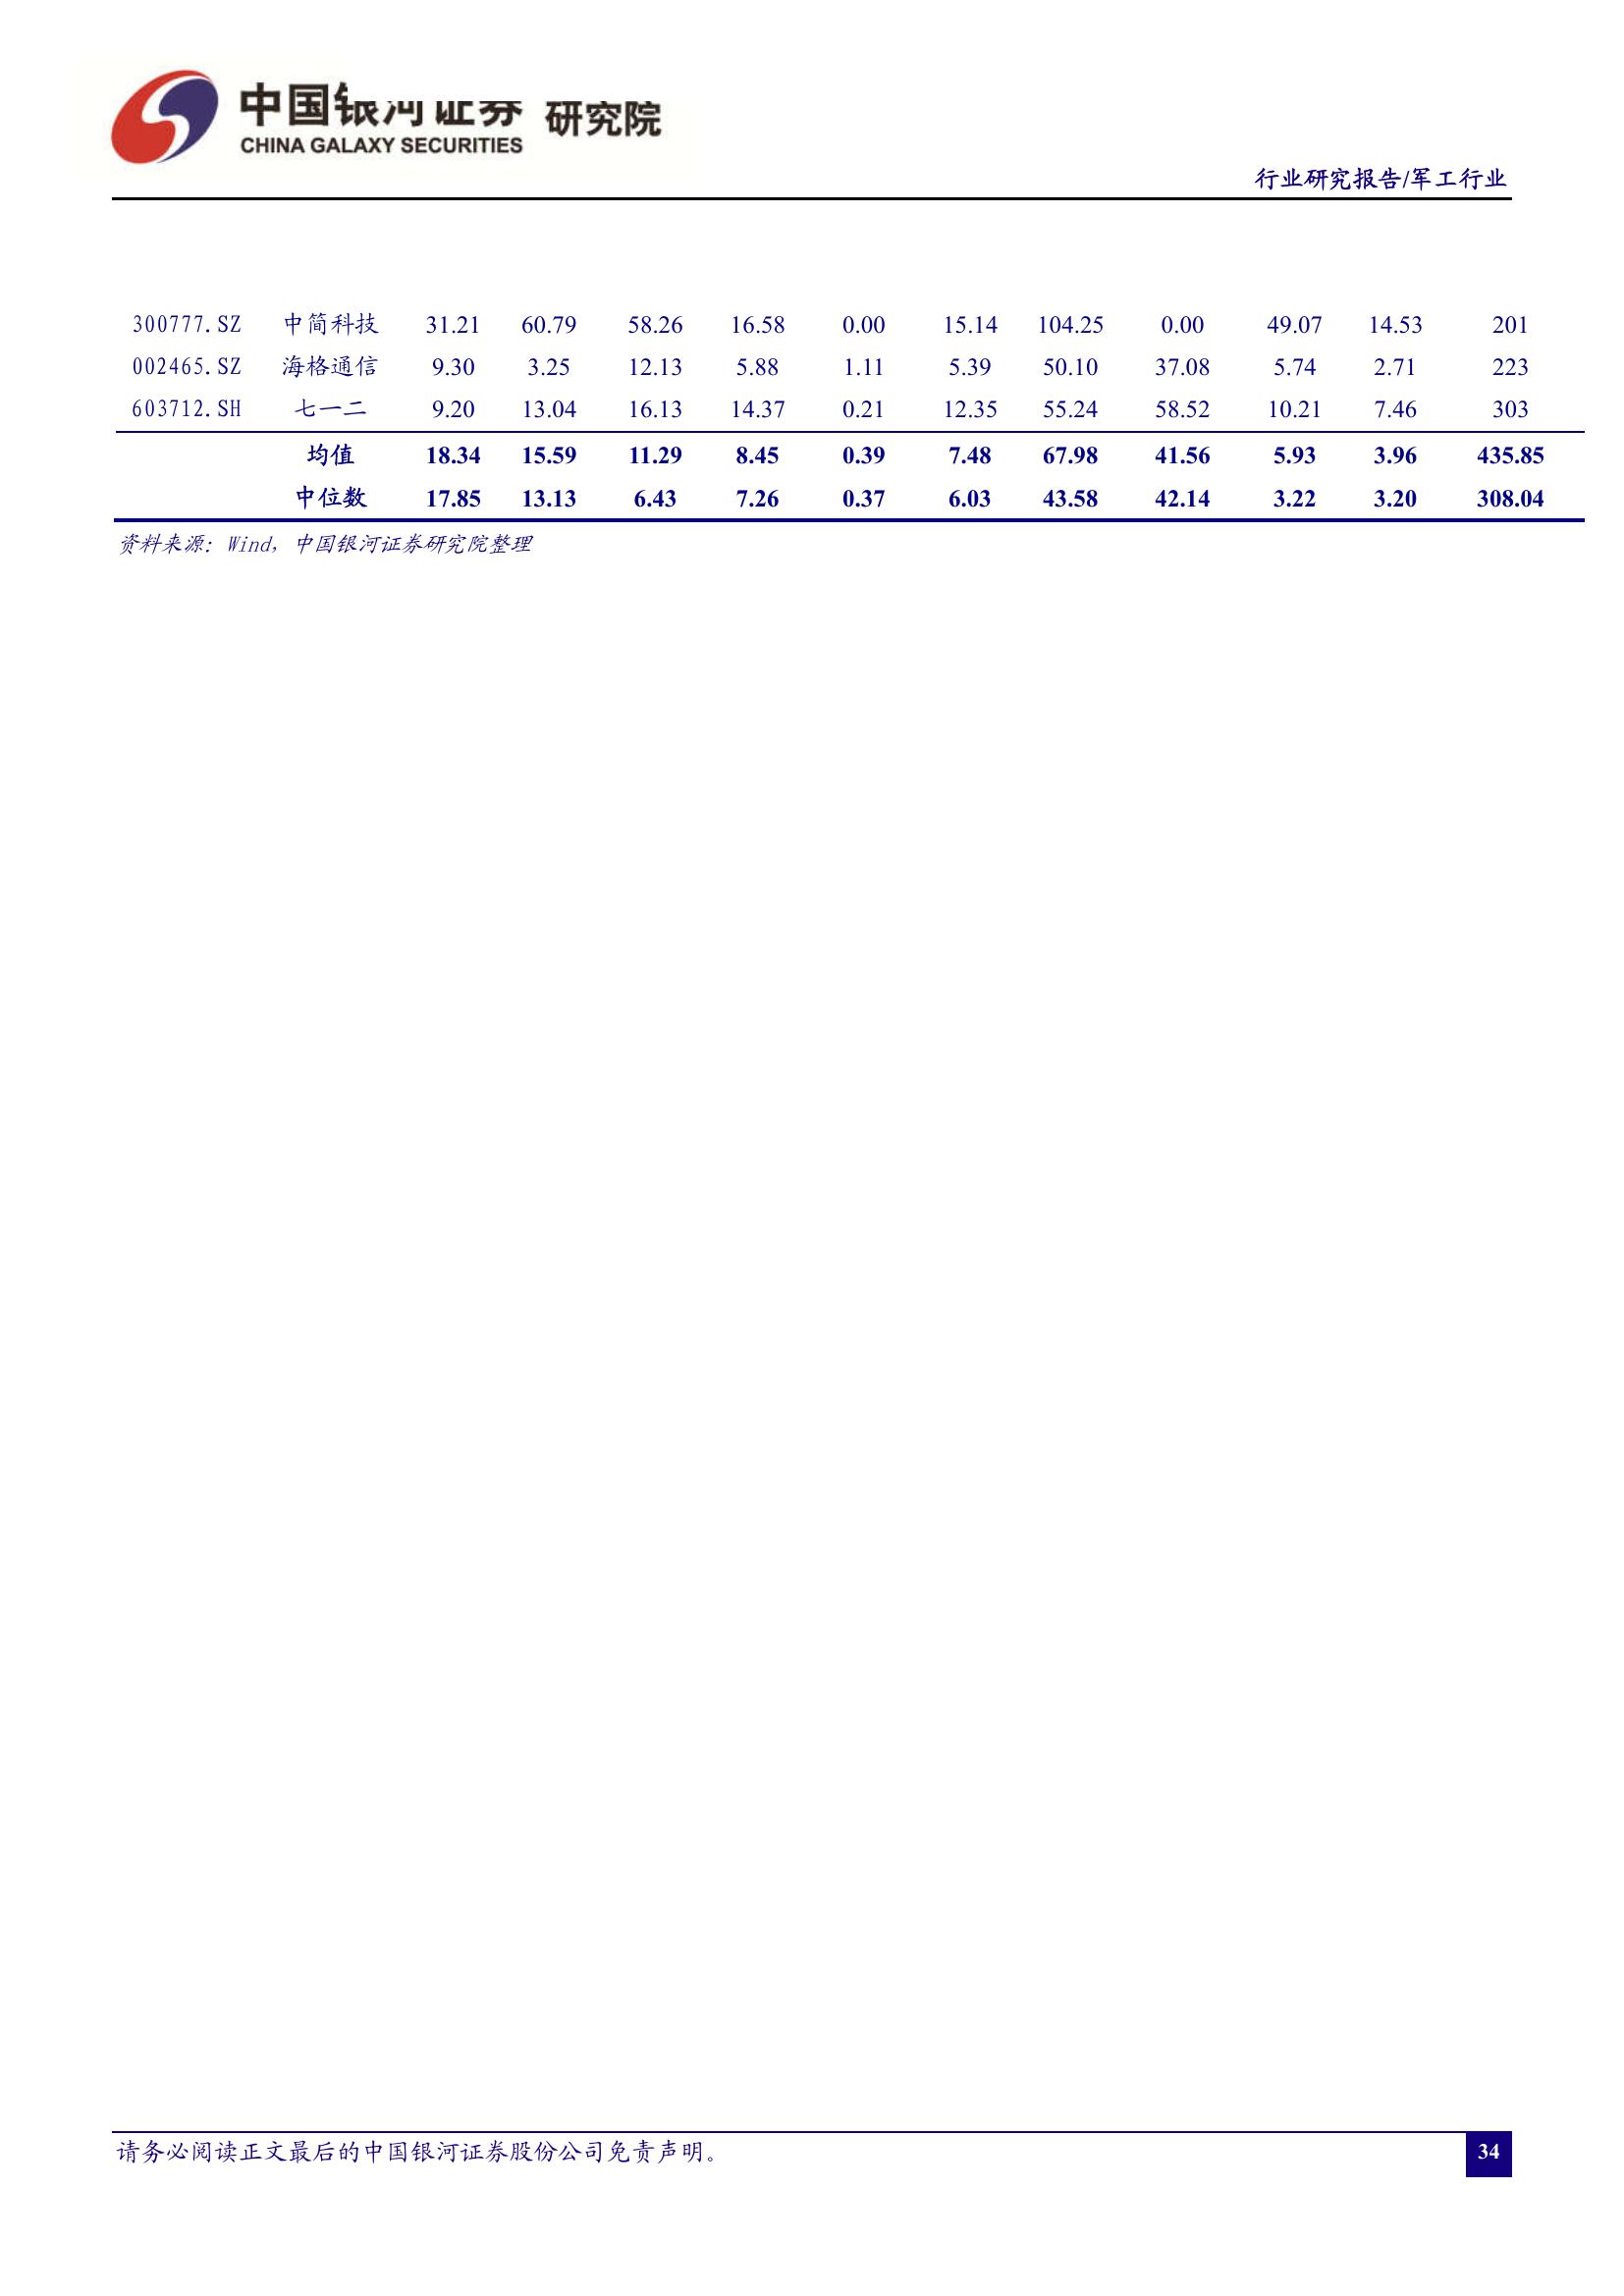 中国银河证券 研究院
CHINA GALAXY SECURITIES
行业研究报告/军工行业
300777.SZ 中简科技 31.21 60.79 58.26 16.58 0.00 15.14 104.25 0.00 49.07 14.53 201
002465.SZ 海格通信 9.30 3.25 12.13 5.88 1.11 5.39 50.10 37.08 5.74 2.71 223
603712.SH 七一二 9.20 13.04 16.13 14.37 0.21 12.35 55.24 58.52 10.21 7.46 303
均值 18.34 15.59 11.29 8.45 0.39 7.48 67.98 41.56 5.93 3.96 435.85
中位数 17.85 13.13 6.43 7.26 0.37 6.03 43.58 42.14 3.22 3.20 308.04
资料来源：Wind，中国银河证券研究院整理
请务必阅读正文最后的中国银河证券股份公司免责声明。
34